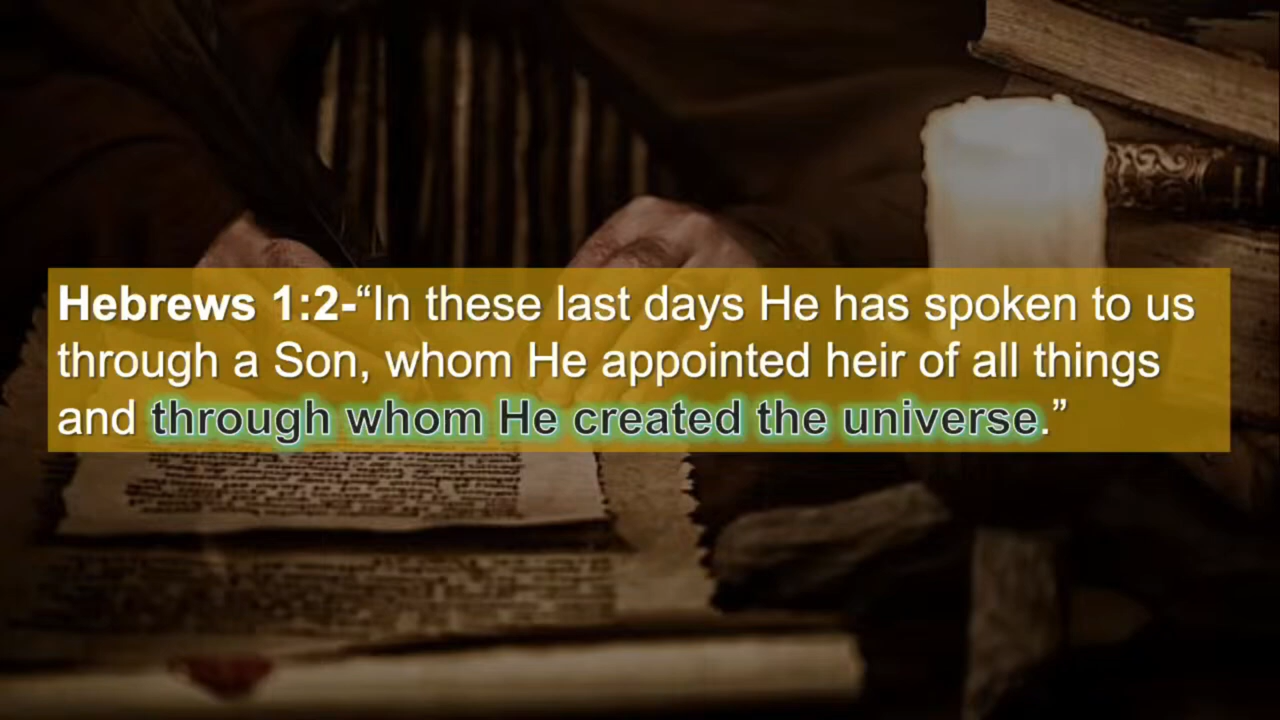 Hebrews 1:2-“In these last days He has spoken to us
through a Son, whom He appointed heir of all things
and through whom He created the universe.”